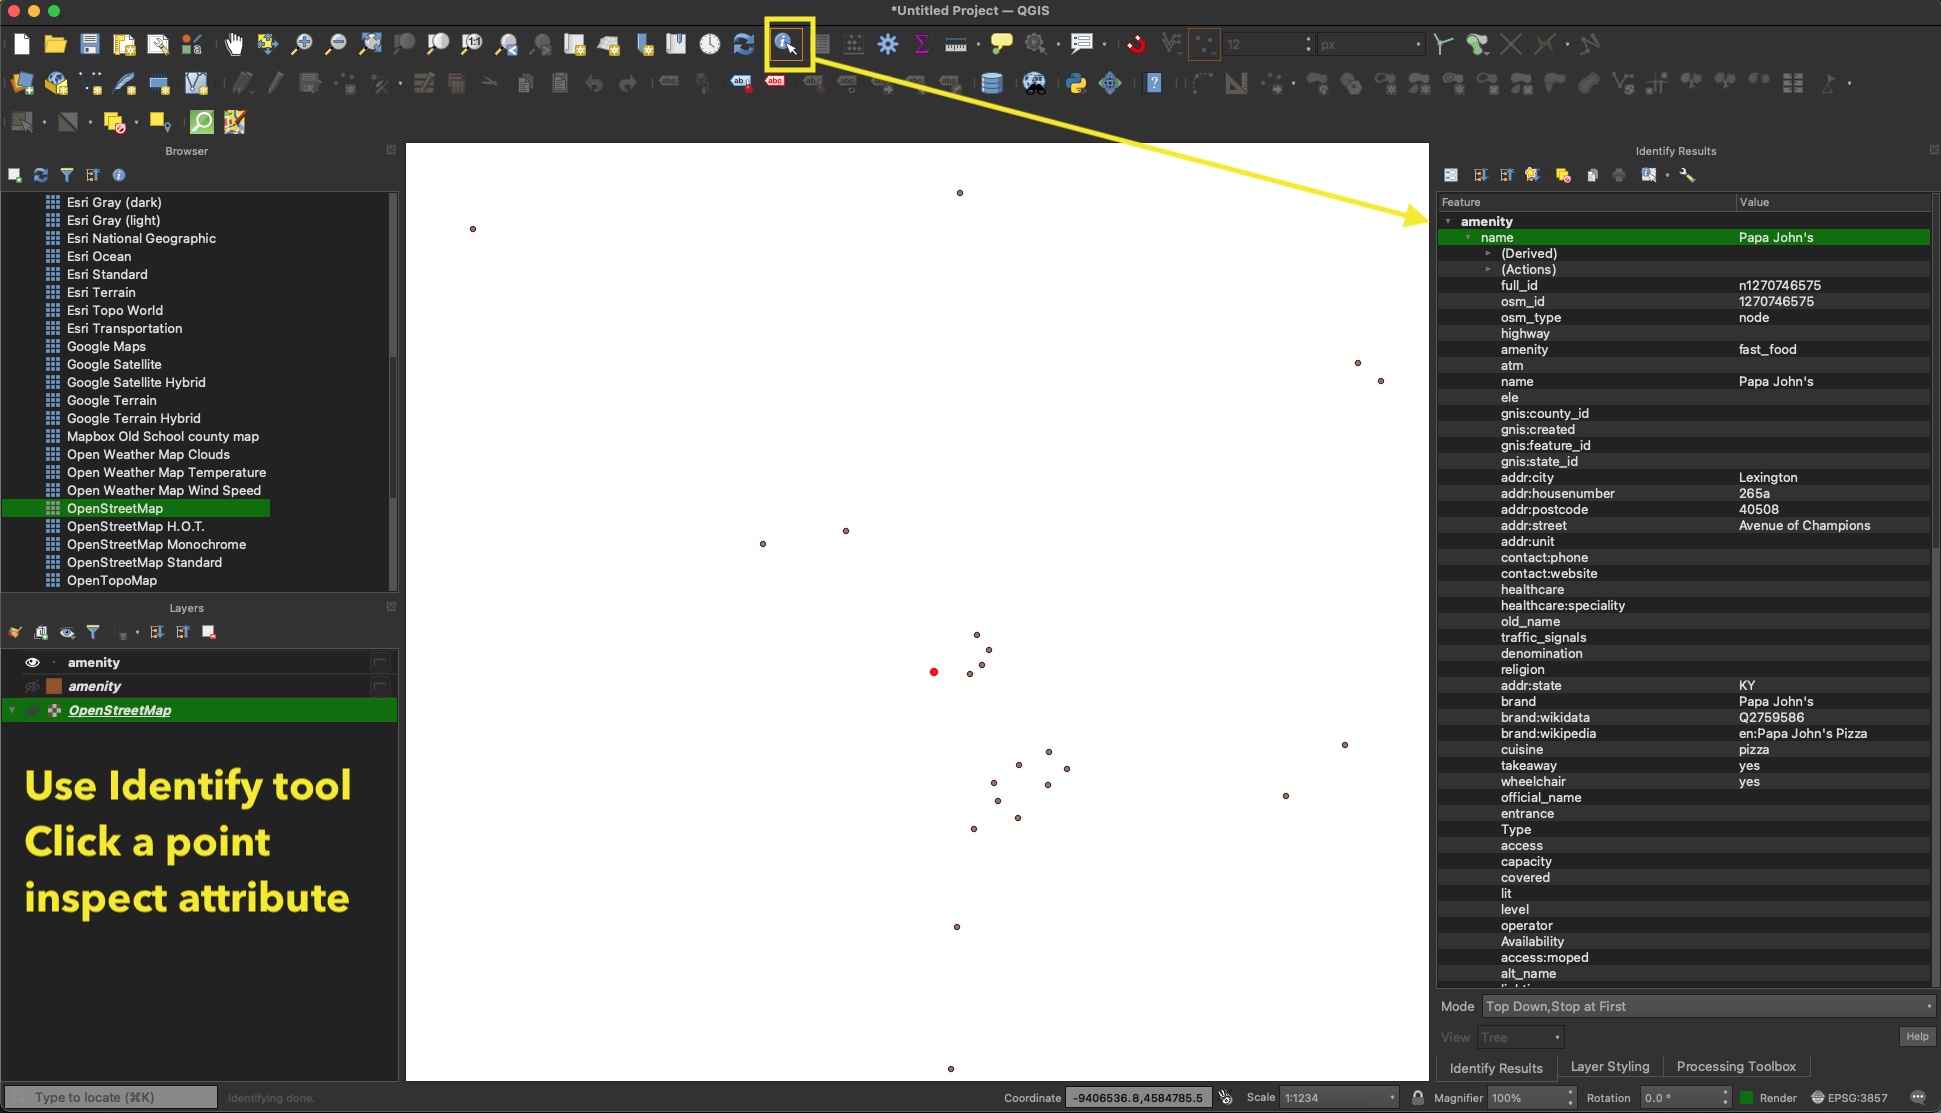 *Untitled Project — QGIS
12
px
Browser
Identify Results
Esri Gray (dark)
Esri Gray (light)
Esri National Geographic
Esri Ocean
Esri Standard
Esri Terrain
Esri Topo World
Esri Transportation
Google Maps
Google Satellite
Google Satellite Hybrid
Google Terrain
Google Terrain Hybrid
Mapbox Old School county map
Open Weather Map Clouds
Open Weather Map Temperature
Open Weather Map Wind Speed
OpenStreetMap
OpenStreetMap H.O.T.
OpenStreetMap Monochrome
OpenStreetMap Standard
OpenTopoMap
Layers
amenity
amenity
OpenStreetMap
Use Identify tool
Click a point
inspect attribute
Feature Value
amenity
name Papa John's
(Derived)
(Actions)
full_id n1270746575
osm_id 1270746575
osm_type node
highway
amenity fast_food
atm
name Papa John's
ele
gnis:county_id
gnis:created
gnis:feature_id
gnis:state_id
addr:city Lexington
addr:housenumber 265a
addr:postcode 40508
addr:street Avenue of Champions
addr:unit
contact:phone
contact:website
healthcare
healthcare:speciality
old_name
traffic_signals
denomination
religion
addr:state KY
brand Papa John's
brand:wikidata Q2759586
brand:wikipedia en:Papa John's Pizza
cuisine pizza
takeaway yes
wheelchair yes
official_name
entrance
Type
access
capacity
covered
lit
level
operator
Availability
access:moped
alt_name
Mode Top Down,Stop at First
View Tree
Help
Identify Results Layer Styling Processing Toolbox
Type to locate (⌘K) Identifying done. Coordinate -9406536.8,4584785.5 Scale 1:1234 Magnifier 100% Rotation 0.0 ° Render EPSG:3857